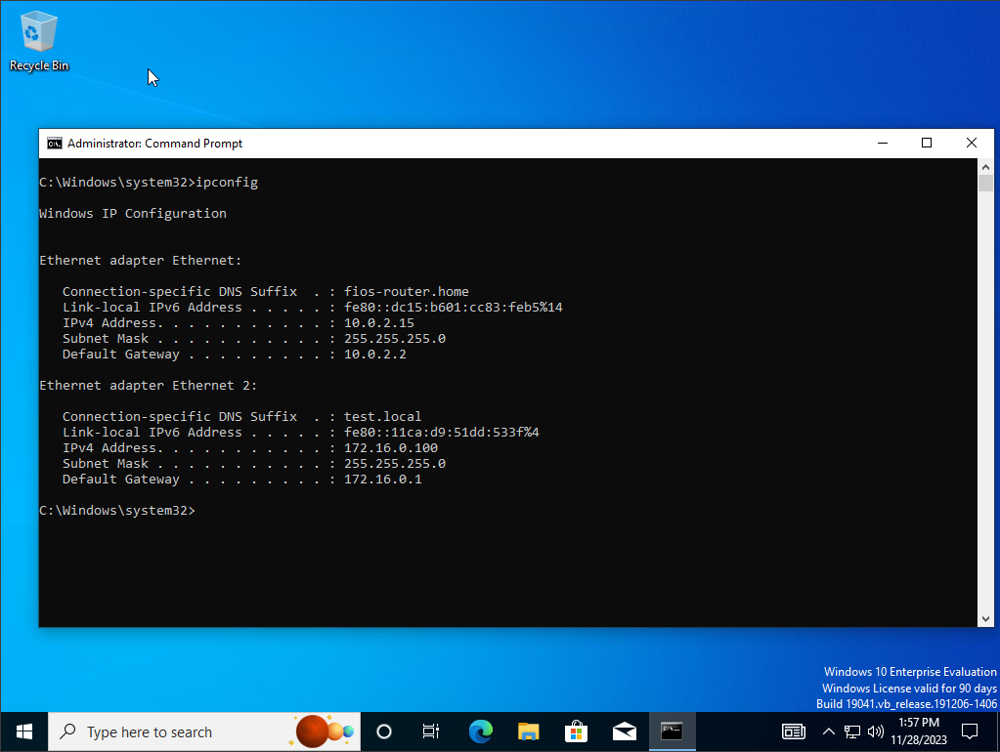 Recycle Bin
Administrator: Command Prompt
C:\Windows\system32>ipconfig
Windows IP Configuration
Ethernet adapter Ethernet:
Connection-specific DNS Suffix  . : fios-router.home
Link-local IPv6 Address . . . . . : fe80::dc15:b601:cc83:feb5%14
IPv4 Address. . . . . . . . . . . : 10.0.2.15
Subnet Mask . . . . . . . . . . . : 255.255.255.0
Default Gateway . . . . . . . . . : 10.0.2.2
Ethernet adapter Ethernet 2:
Connection-specific DNS Suffix  . : test.local
Link-local IPv6 Address . . . . . : fe80::11ca:d9:51dd:533f%4
IPv4 Address. . . . . . . . . . . : 172.16.0.100
Subnet Mask . . . . . . . . . . . : 255.255.255.0
Default Gateway . . . . . . . . . : 172.16.0.1
C:\Windows\system32>
Windows 10 Enterprise Evaluation
Windows License valid for 90 days
Build 19041.vb_release.191206-1406
Type here to search
1:57 PM
11/28/2023